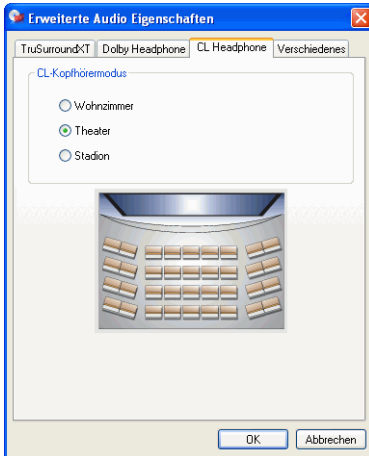 Erweiterte Audio Eigenschaften
TruSurroundXT Dolby Headphone CL Headphone Verschiedenes
CL-Kopfhörermodus
Wohnzimmer
Theater
Stadion
OK Abbrechen